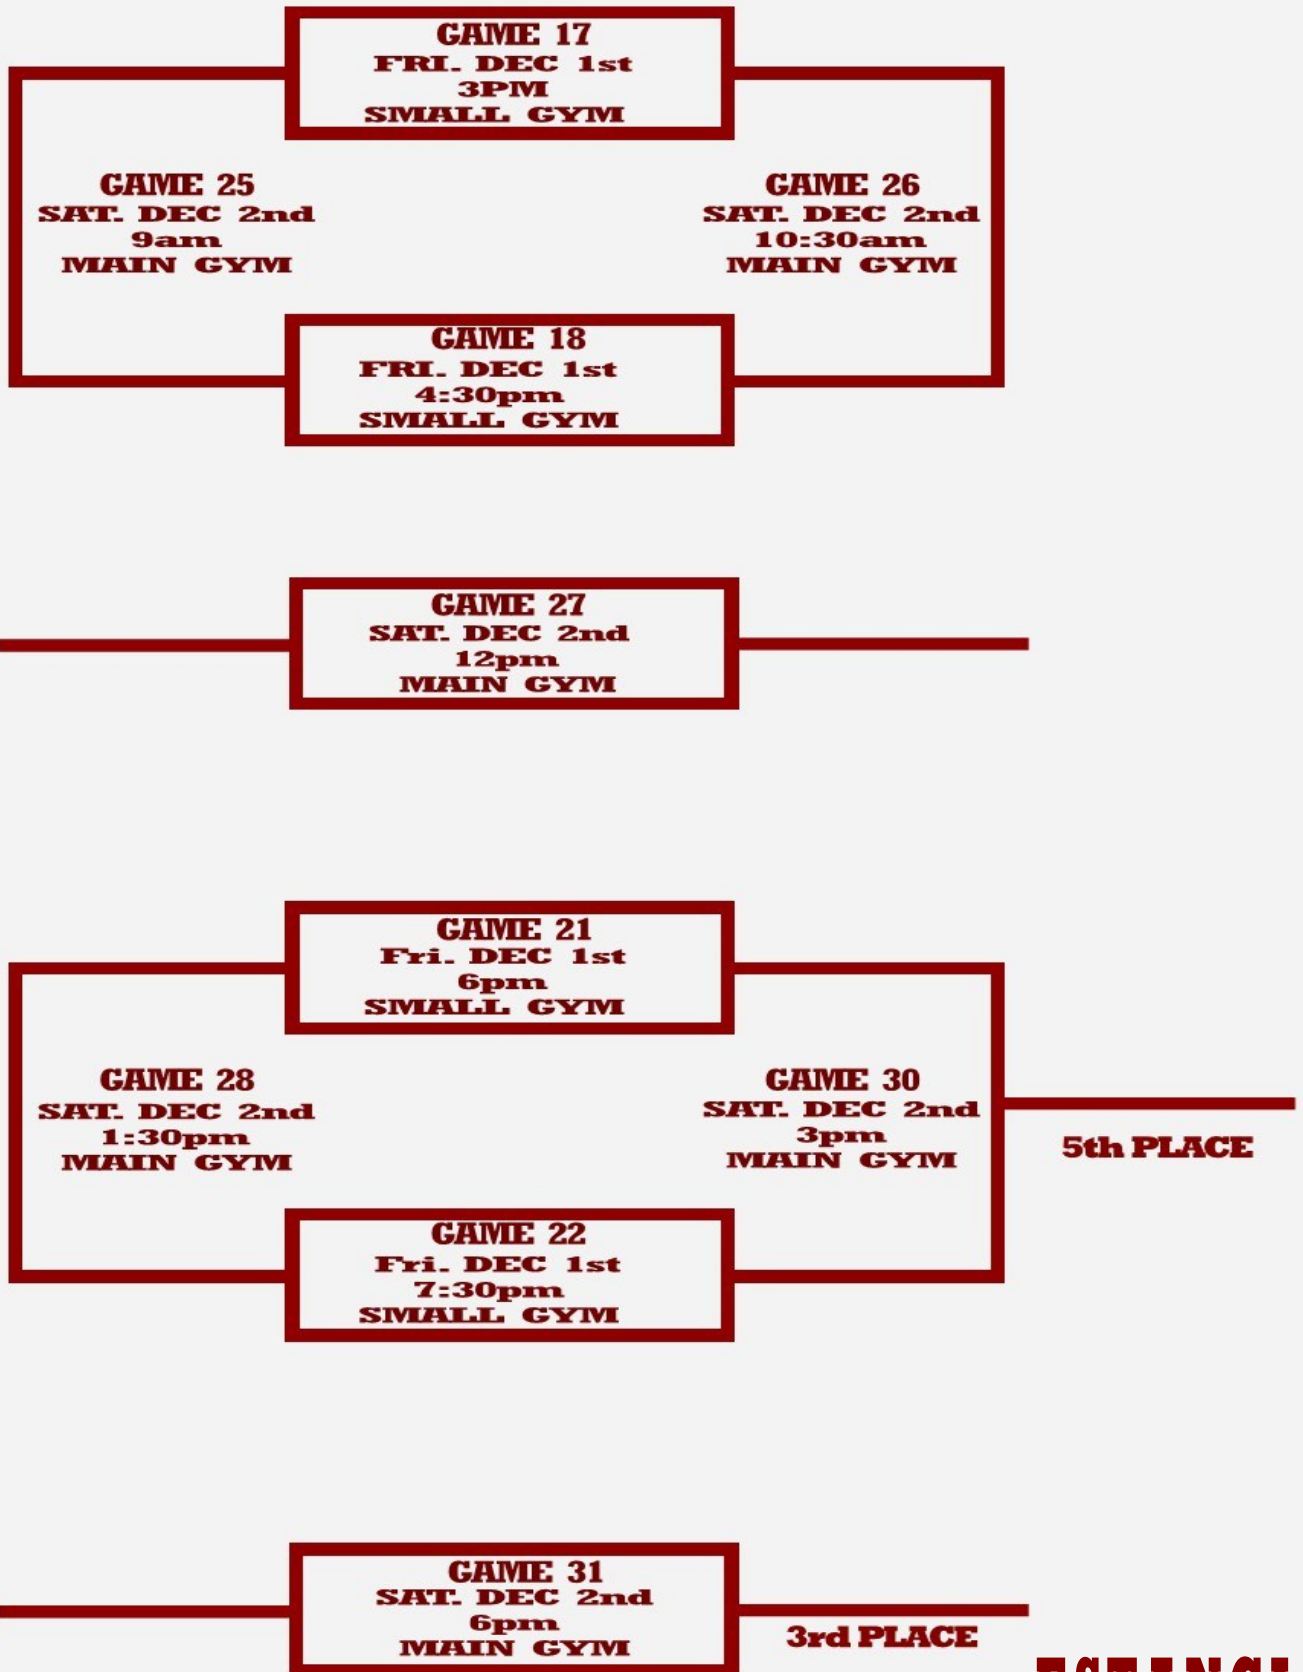 GAME 17
FRI. DEC 1st
3PM
SMALL GYM
GAME 25
SAT. DEC 2nd
9am
MAIN GYM
GAME 26
SAT. DEC 2nd
10:30am
MAIN GYM
GAME 18
FRI. DEC 1st
4:30pm
SMALL GYM
GAME 27
SAT. DEC 2nd
12pm
MAIN GYM
GAME 21
Fri. DEC 1st
6pm
SMALL GYM
GAME 28
SAT. DEC 2nd
1:30pm
MAIN GYM
GAME 30
SAT. DEC 2nd
3pm
MAIN GYM
5th PLACE
GAME 22
Fri. DEC 1st
7:30pm
SMALL GYM
GAME 31
SAT. DEC 2nd
6pm
MAIN GYM
3rd PLACE